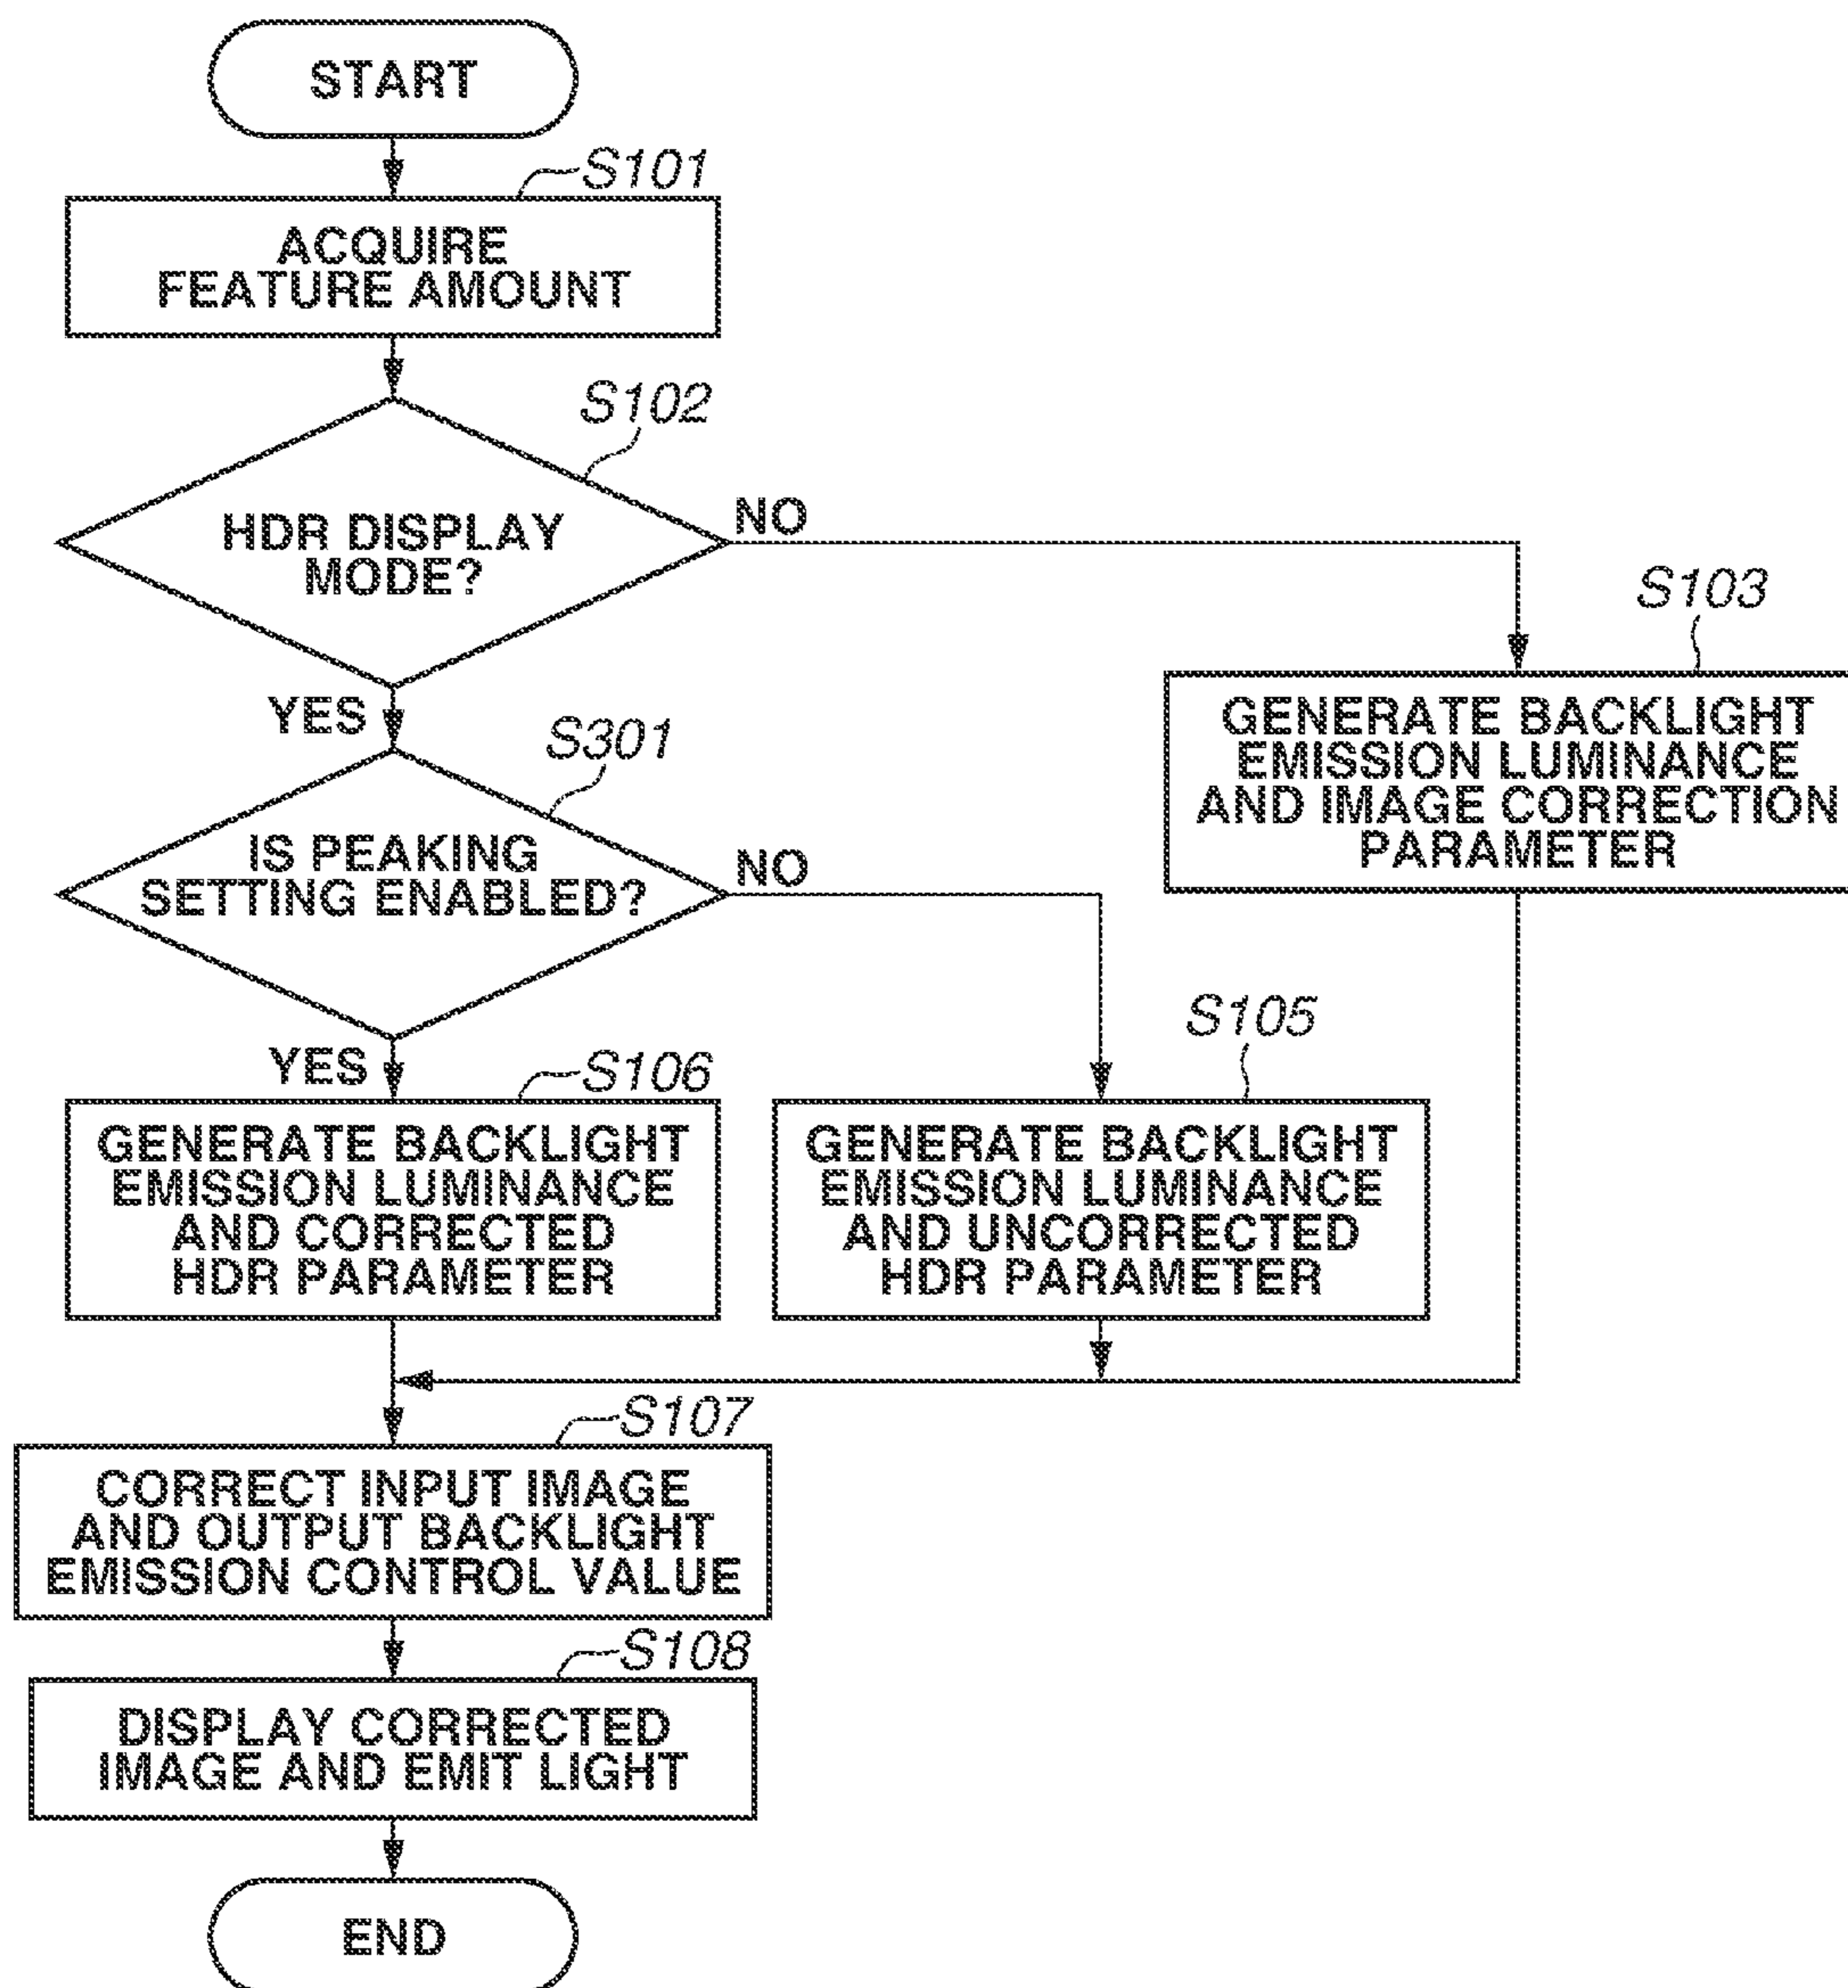 START
S101
ACQUIRE
FEATURE AMOUNT
S102
HDR DISPLAY
MODE?
NO
YES
S103
GENERATE BACKLIGHT
EMISSION LUMINANCE
AND IMAGE CORRECTION
PARAMETER
S301
IS PEAKING
SETTING ENABLED?
NO
YES
S106
GENERATE BACKLIGHT
EMISSION LUMINANCE
AND CORRECTED
HDR PARAMETER
S105
GENERATE BACKLIGHT
EMISSION LUMINANCE
AND UNCORRECTED
HDR PARAMETER
S107
CORRECT INPUT IMAGE
AND OUTPUT BACKLIGHT
EMISSION CONTROL VALUE
S108
DISPLAY CORRECTED
IMAGE AND EMIT LIGHT
END